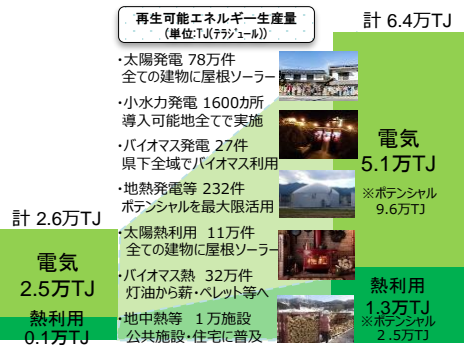 再生可能エネルギー生産量
(単位:TJ(テラジュール))
計 6.4万TJ
・太陽発電 78万件
全ての建物に屋根ソーラー
・小水力発電 1600カ所
導入可能地全てで実施
・バイオマス発電 27件
県下全域でバイオマス利用
・地熱発電等 232件
ポテンシャルを最大限活用
・太陽熱利用 11万件
全ての建物に屋根ソーラー
・バイオマス熱 32万件
灯油から薪・ペレット等へ
・地中熱等 1万施設
公共施設・住宅に普及
電気
5.1万TJ
※ポテンシャル
9.6万TJ
熱利用
1.3万TJ
※ポテンシャル
2.5万TJ
計 2.6万TJ
電気
2.5万TJ
熱利用
0.1万TJ